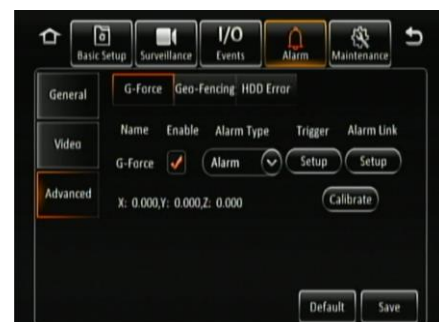 Basic Setup Surveillance I/O Events Alarm Maintenance
General G-Force Geo-Fencing HDD Error
Name Enable Alarm Type Trigger Alarm Link
Video
G-Force Alarm Setup Setup
Advanced
X: 0.000,Y: 0.000,Z: 0.000 Calibrate
Default Save